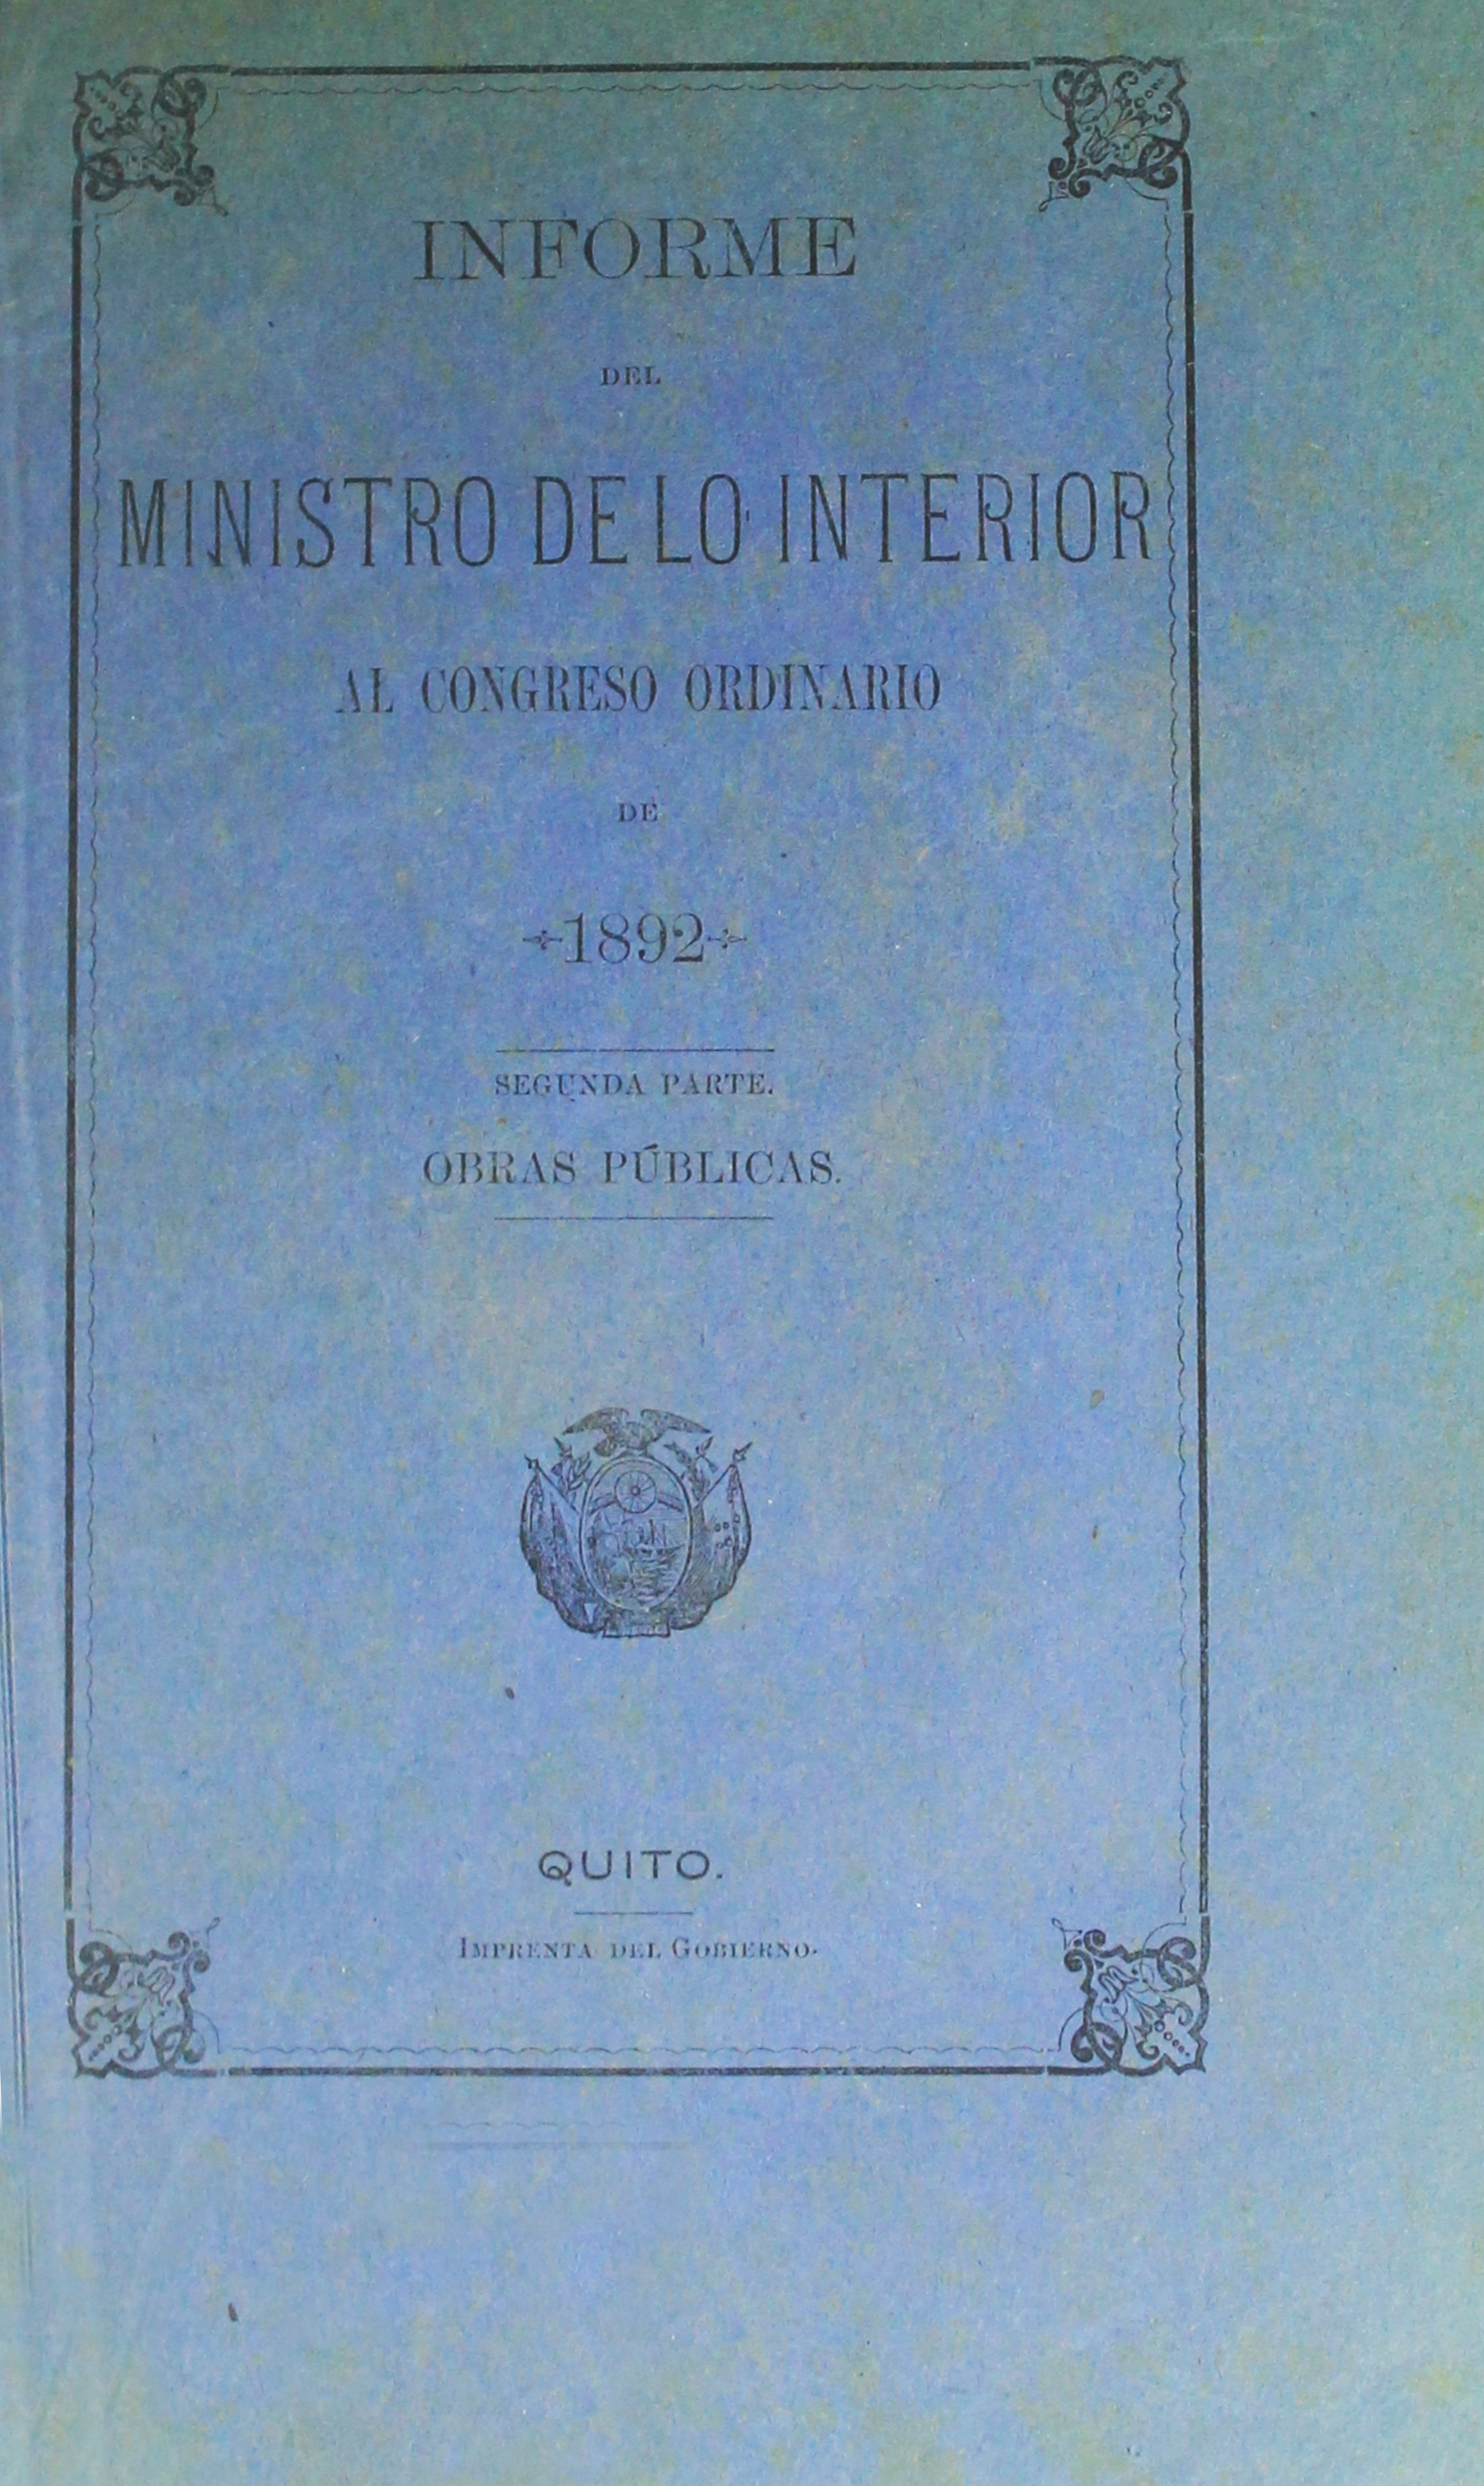 INFORME
DEL
MINISTRO DE LO INTERIOR
AL CONGRESO ORDINARIO
DE
1892
SEGUNDA PARTE.
OBRAS PÚBLICAS.
QUITO.
IMPRENTA DEL GOBIERNO.